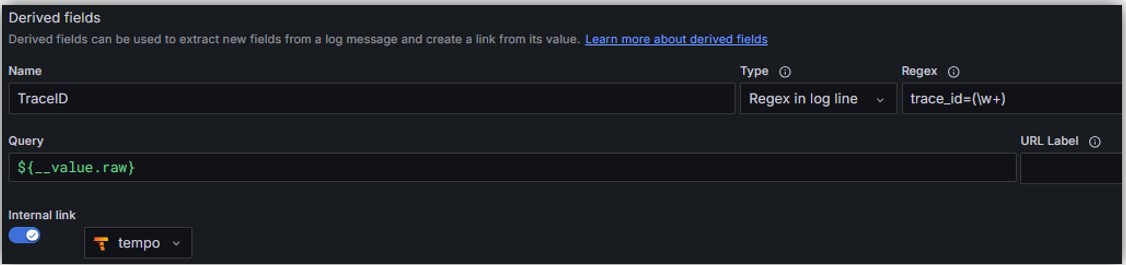 Derived fields
Derived fields can be used to extract new fields from a log message and create a link from its value. Learn more about derived fields
Name Type Regex
TraceID Regex in log line trace_id=(\w+)
Query URL Label
${__value.raw}
Internal link
tempo